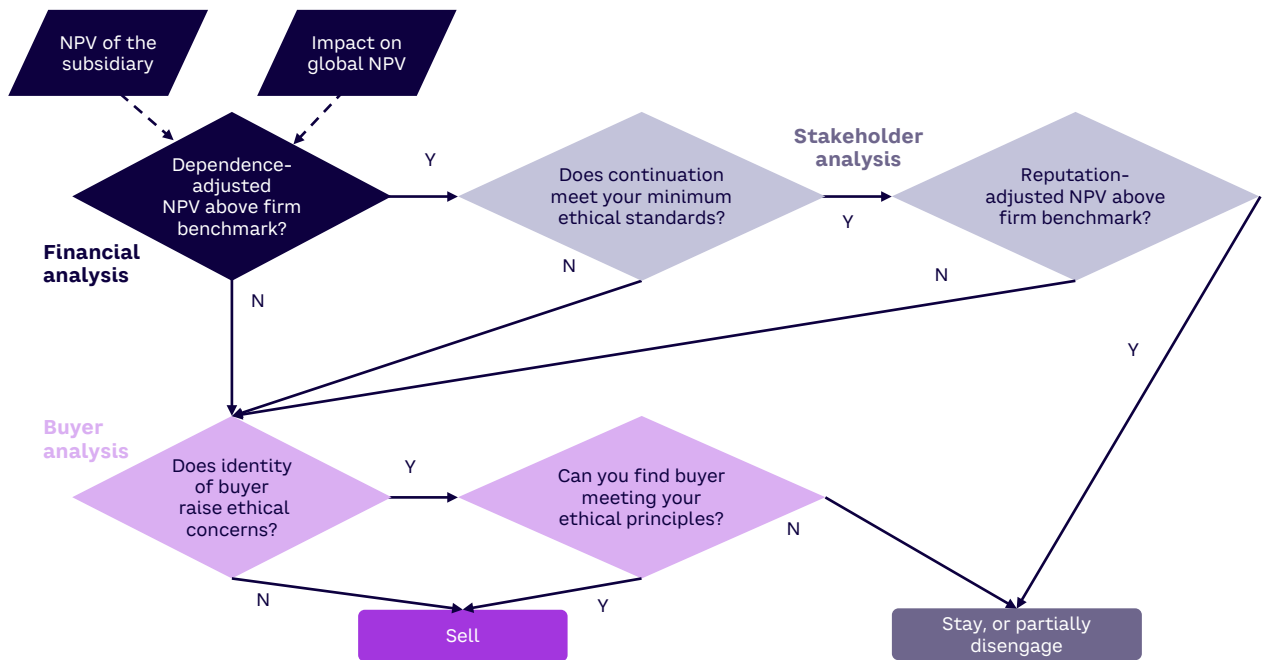 NPV of the
subsidiary
Impact on
global NPV
Dependence-
adjusted
NPV above firm
benchmark?
Financial
analysis
Y
N
Does continuation
meet your minimum
ethical standards?
N
Stakeholder
analysis
Y
Reputation-
adjusted NPV above
firm benchmark?
N
Y
Buyer
analysis
Does identity
of buyer
raise ethical
concerns?
Y
N
Can you find buyer
meeting your
ethical principles?
N
Y
Sell
Stay, or partially
disengage